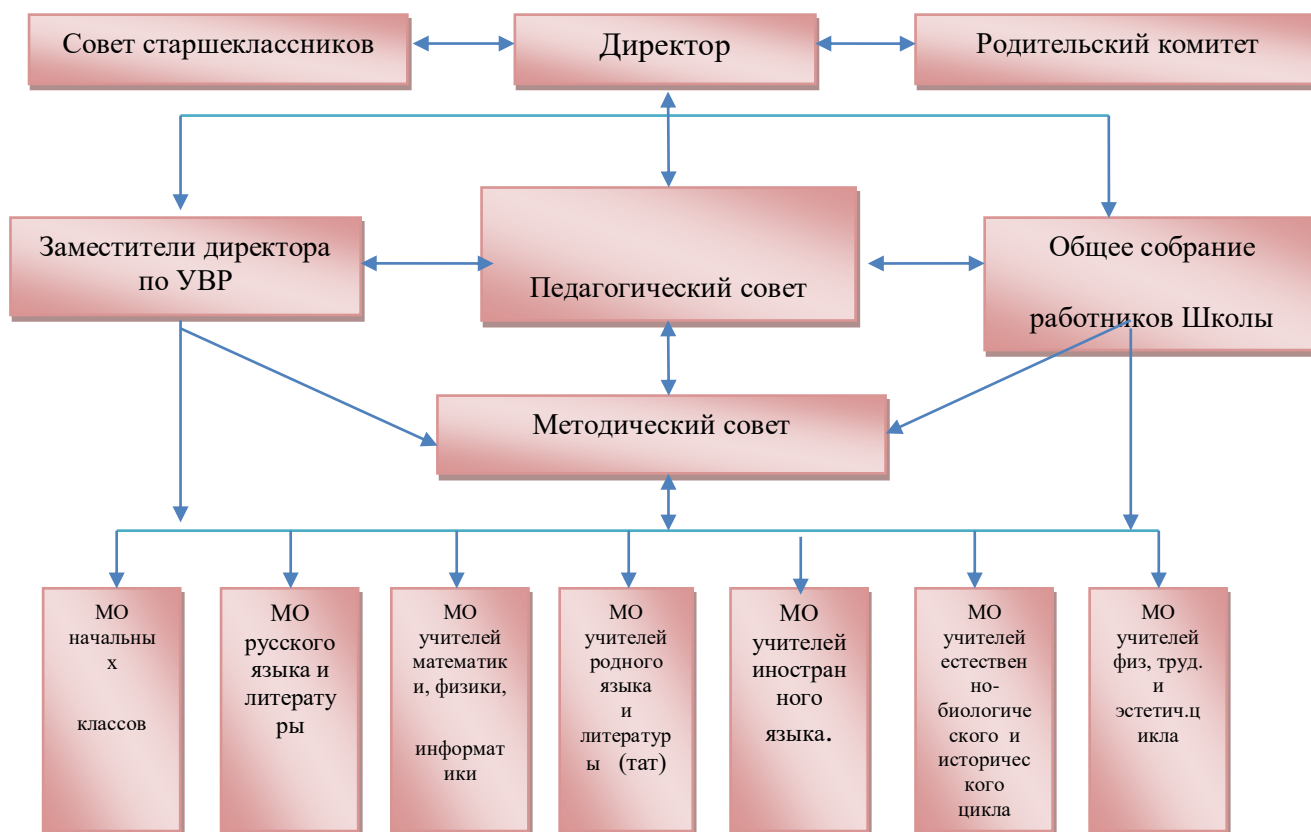 Совет старшеклассников
Директор
Родительский комитет
Заместители директора
по УВР
Педагогический совет
Общее собрание
работников Школы
Методический совет
МО
начальны
х
классов
МО
русского
языка и
литерату
ры
МО
учителей
математик
и, физики,
информат
ики
МО
учителей
родного
языка
и
литератур
ы (тат)
МО
учителей
иностран
ного
языка.
МО
учителей
естествен
но-
биологиче
ского и
историчес
кого
цикла
МО
учителей
физ, труд.
и
эстетич.ц
икла